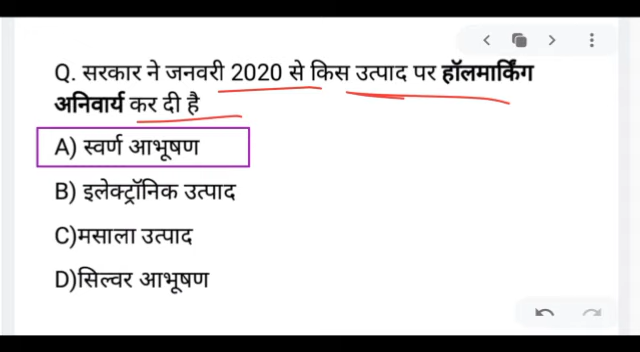 Q. सरकार ने जनवरी 2020 से किस उत्पाद पर हॉलमार्किंग
अनिवार्य कर दी है
A) स्वर्ण आभूषण
B) इलेक्ट्रॉनिक उत्पाद
C)मसाला उत्पाद
D)सिल्वर आभूषण